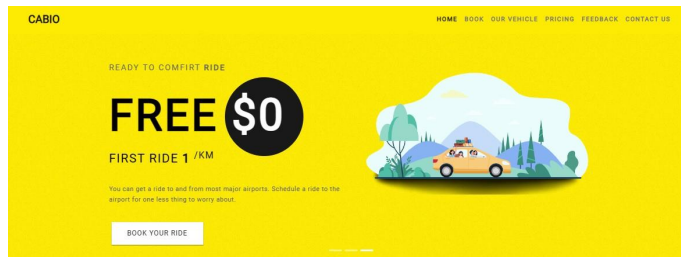 CABIO
HOME BOOK OUR VEHICLE PRICING FEEDBACK CONTACT US
READY TO COMFIRT RIDE
FREE $0
FIRST RIDE 1 /KM
You can get a ride to and from most major airports. Schedule a ride to the
airport for one less thing to worry about.
BOOK YOUR RIDE